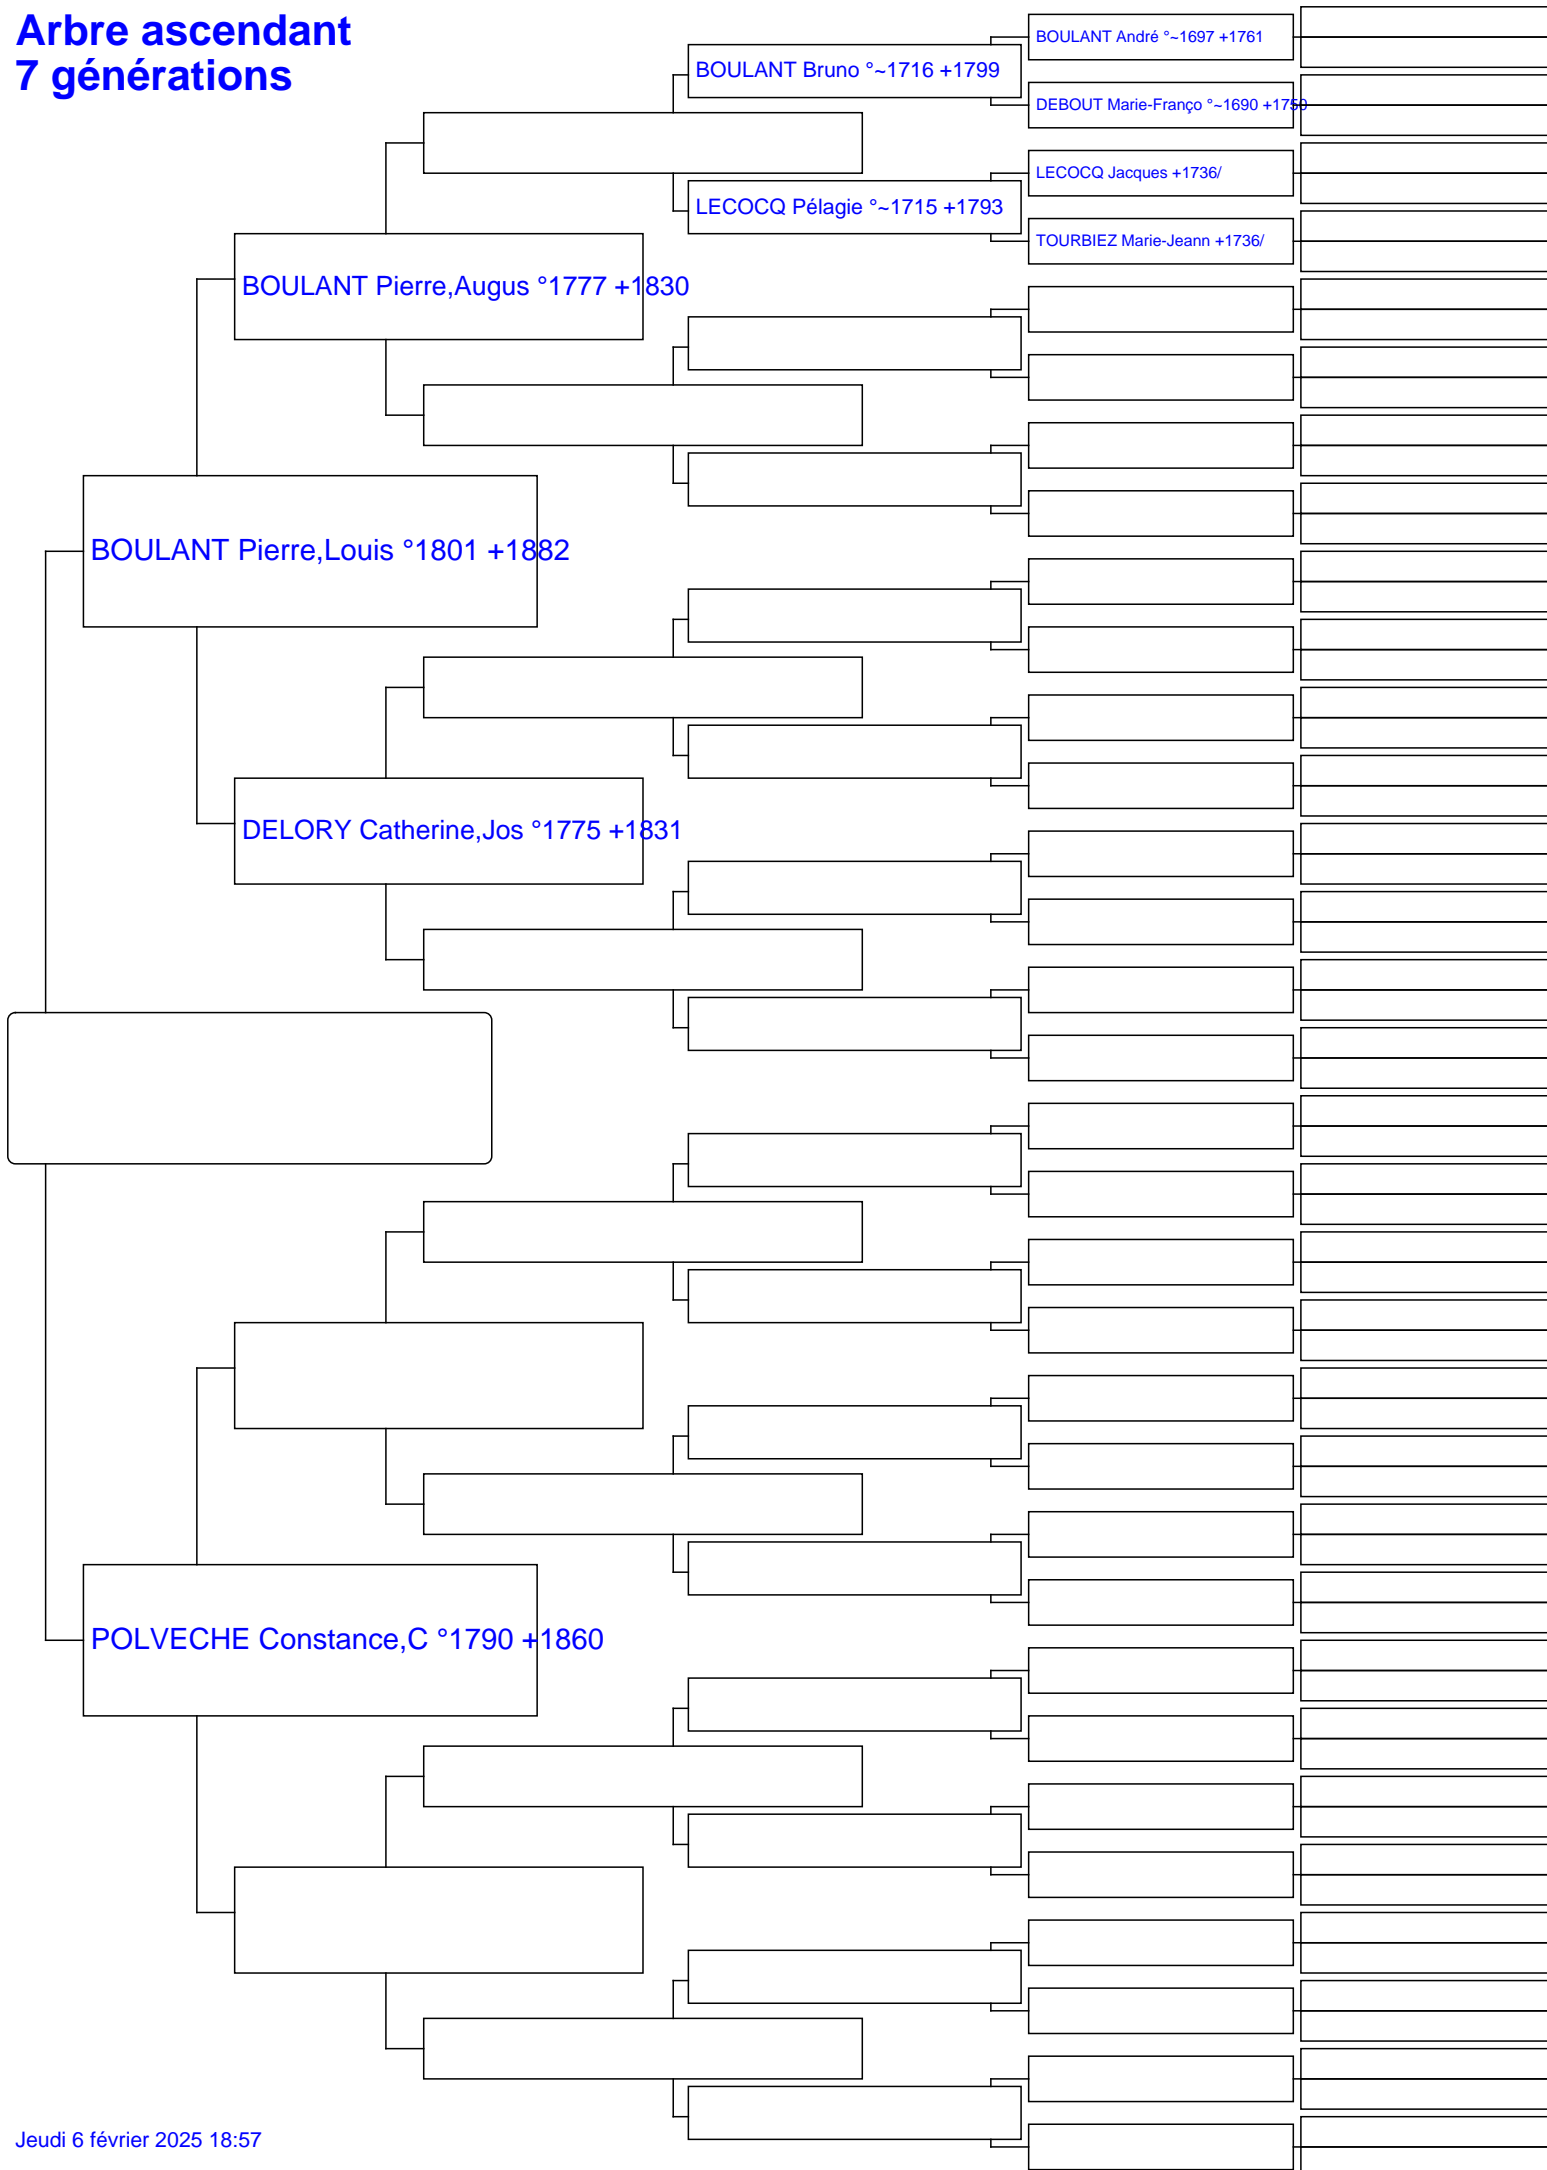 Arbre ascendant
7 générations
BOULANT André °~1697 +1761
BOULANT Bruno °~1716 +1799
DEBOUT Marie-Franço °~1690 +1750
LECOCQ Jacques +1736/
LECOCQ Pélagie °~1715 +1793
TOURBIEZ Marie-Jeann +1736/
BOULANT Pierre,Augus °1777 +1830
BOULANT Pierre,Louis °1801 +1882
DELORY Catherine,Jos °1775 +1831
POLVECHE Constance,C °1790 +1860
Jeudi 6 février 2025 18:57